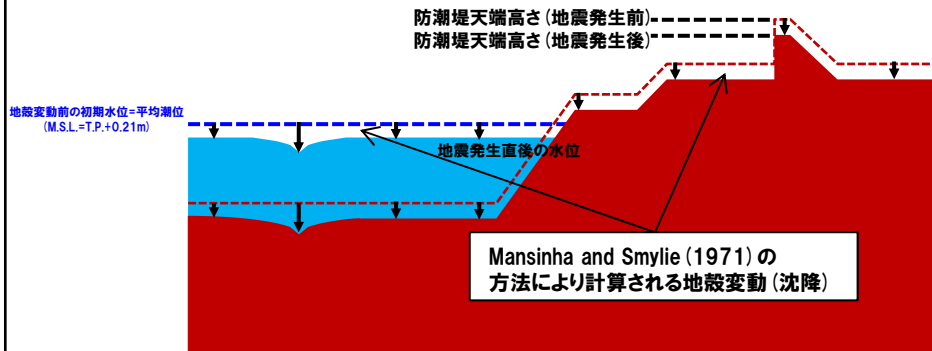 防潮堤天端高さ(地震発生前)
防潮堤天端高さ(地震発生後)
地殻変動前の初期水位=平均潮位
(M.S.L.=T.P.+0.21m)
地震発生直後の水位
Mansinha and Smylie(1971)の
方法により計算される地殻変動(沈降)